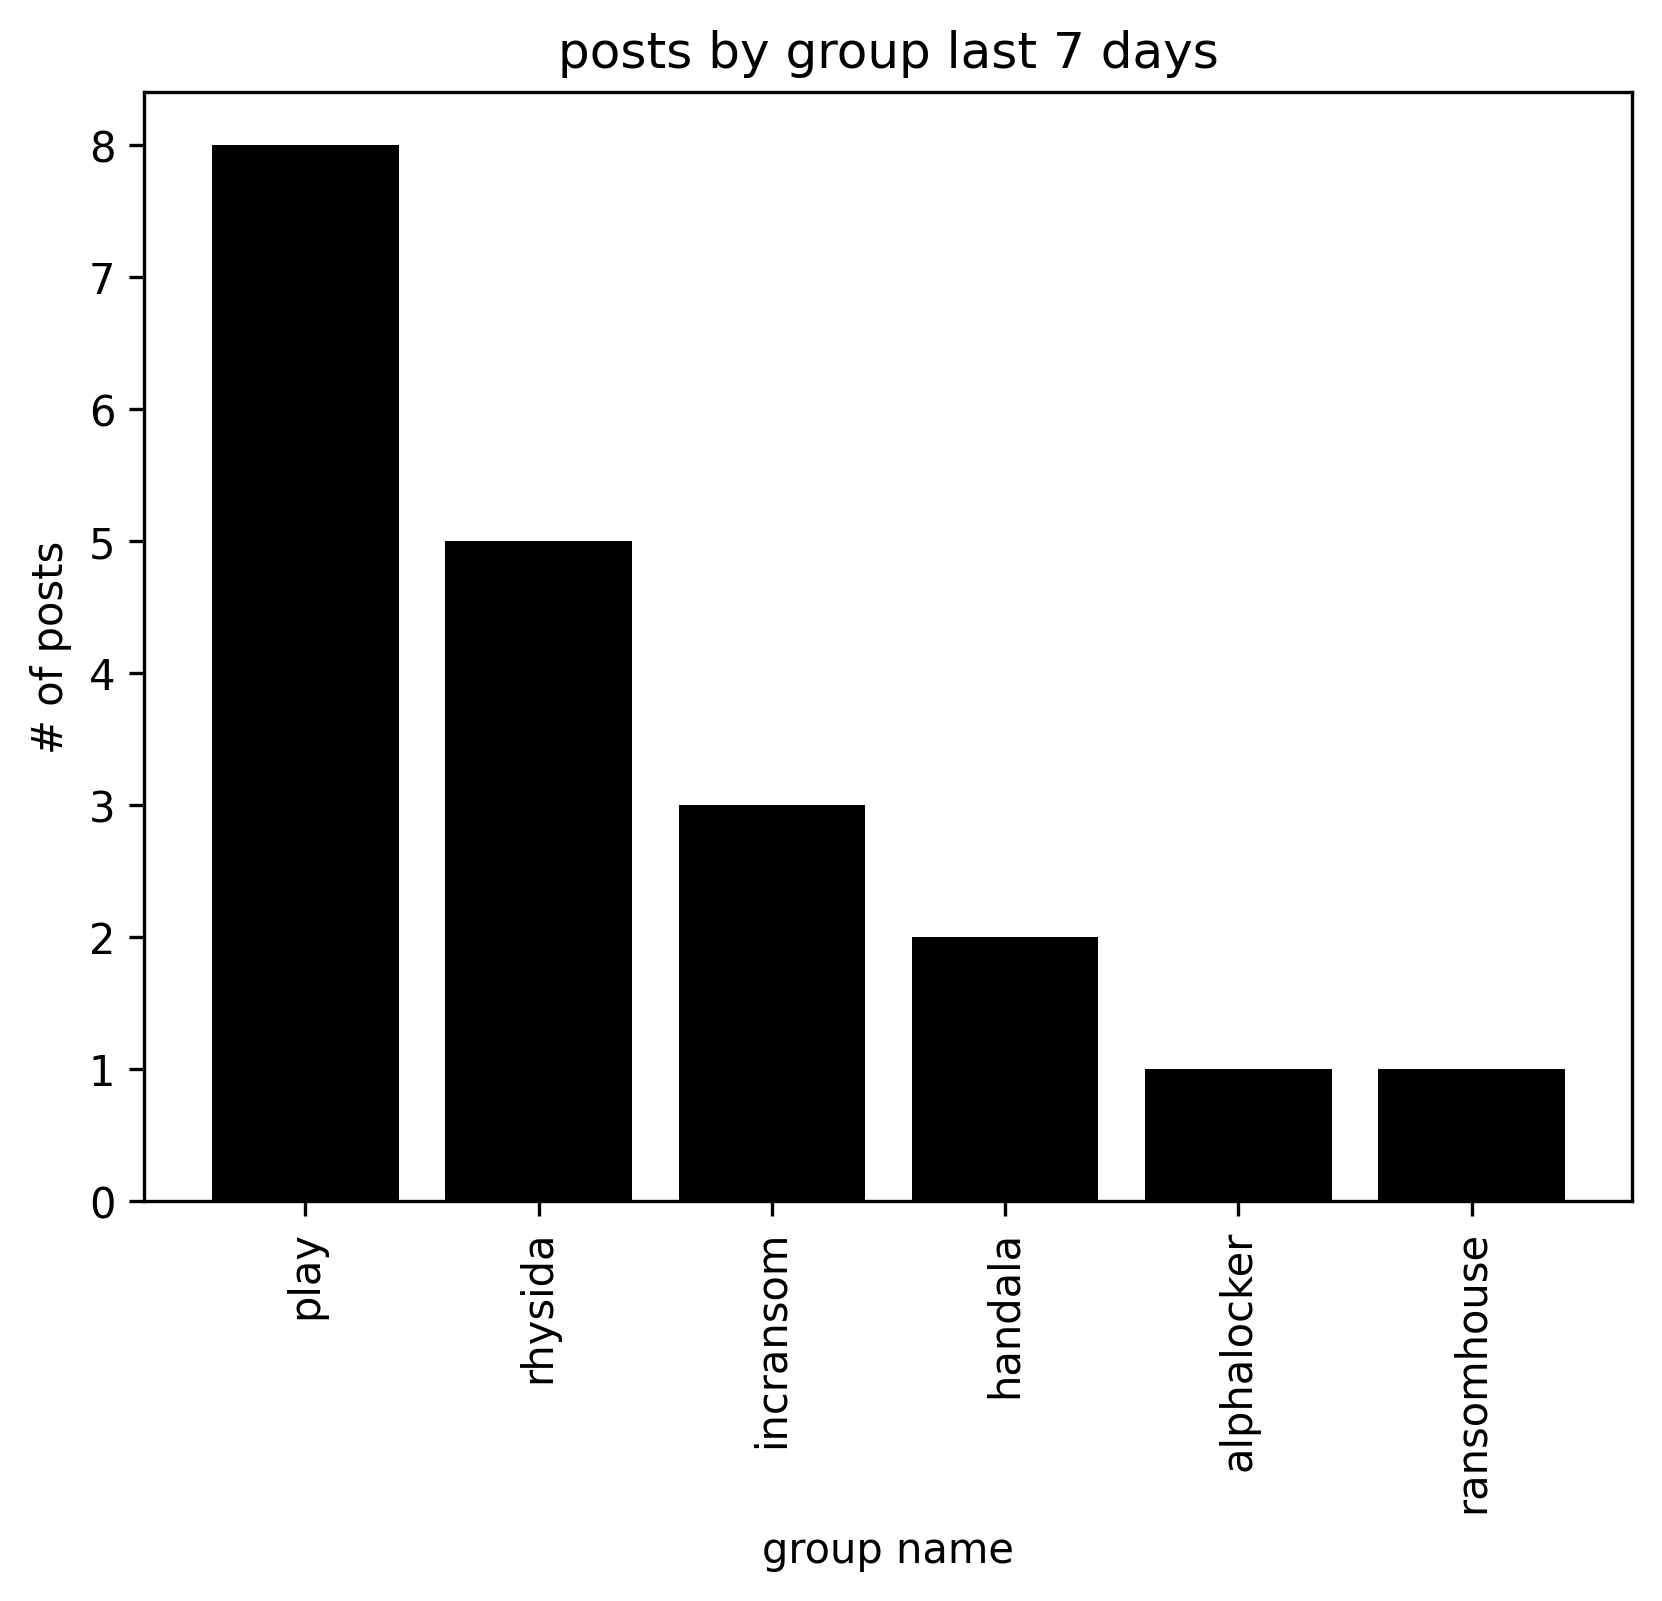 posts by group last 7 days
# of posts
8
7
6
5
4
3
2
1
0
play
rhysida
incransom
handala
alphalocker
ransomhouse
group name